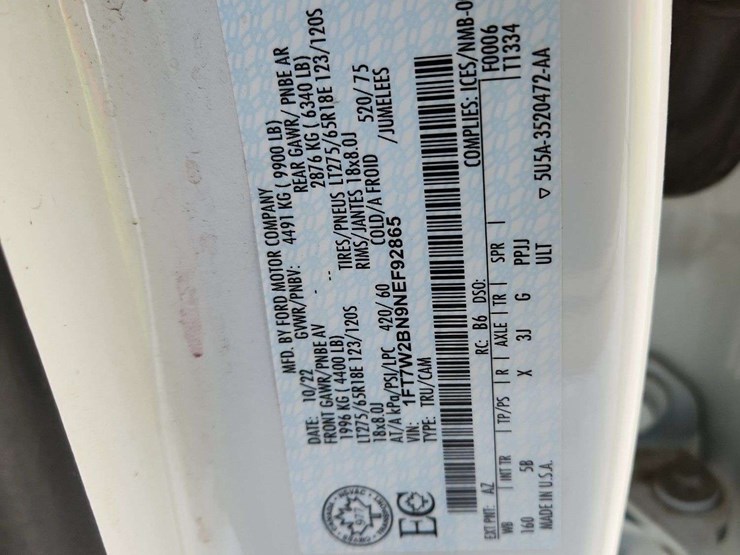 MFD. BY FORD MOTOR COMPANY
DATE: 10/22 GVWR/PNBV: 4491 KG ( 9900 LB)
FRONT GAWR/PNBE AV REAR GAWR/ PNBE AR
1996 KG ( 4400 LB) 2876 KG ( 6340 LB)
LT275/65R18E 123/120S TIRES/PNEUS LT275/65R18E 123/120S
18x8.0J RIMS/JANTES 18x8.0J
AT/A kPa/PSI/LPC 420/60 COLD/A FROID 520/75
VIN: 1FT7W2BN9NEF92865 /JUMELEES
TYPE: TRU/CAM
COMPLIES: ICES/NMB-0
EXT PNT: AZ RC: B6 DSO: F0006
WB INT TR TP/PS R AXLE TR SPR T1334
160 5B X 3J G PPJJ
ULT
MADE IN U.S.A. ▽ 5U5A-3520472-AA
EC